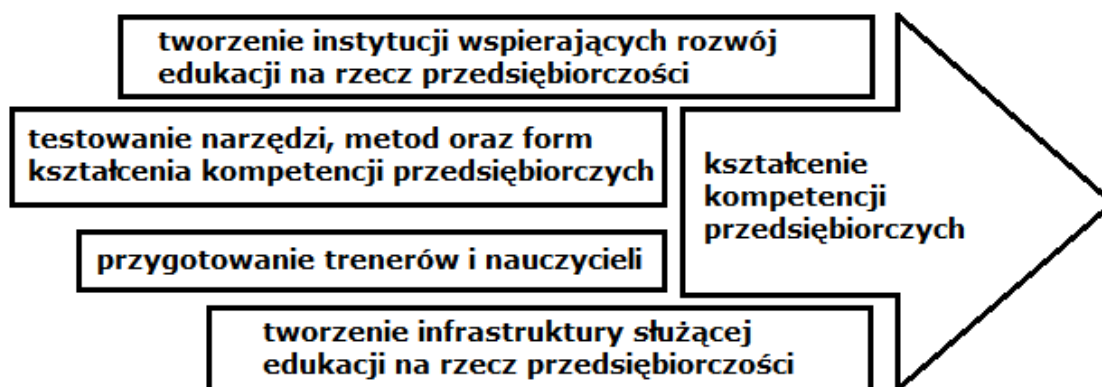 tworzenie instytucji wspierających rozwój
edukacji na rzecz przedsiębiorczości
testowanie narzędzi, metod oraz form
kształcenia kompetencji przedsiębiorczych
przygotowanie trenerów i nauczycieli
tworzenie infrastruktury służącej
edukacji na rzecz przedsiębiorczości
kształcenie
kompetencji
przedsiębiorczych